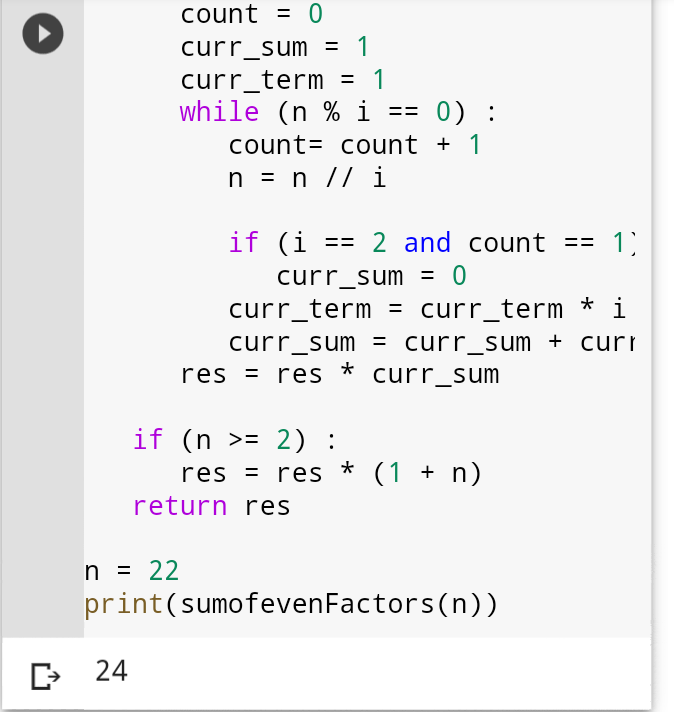 count = 0
curr_sum = 1
curr_term = 1
while (n % i == 0) :
count= count + 1
n = n // i
if (i == 2 and count == 1)
curr_sum = 0
curr_term = curr_term * i
curr_sum = curr_sum + curr
res = res * curr_sum
if (n >= 2) :
res = res * (1 + n)
return res
n = 22
print(sumofevenFactors(n))
24